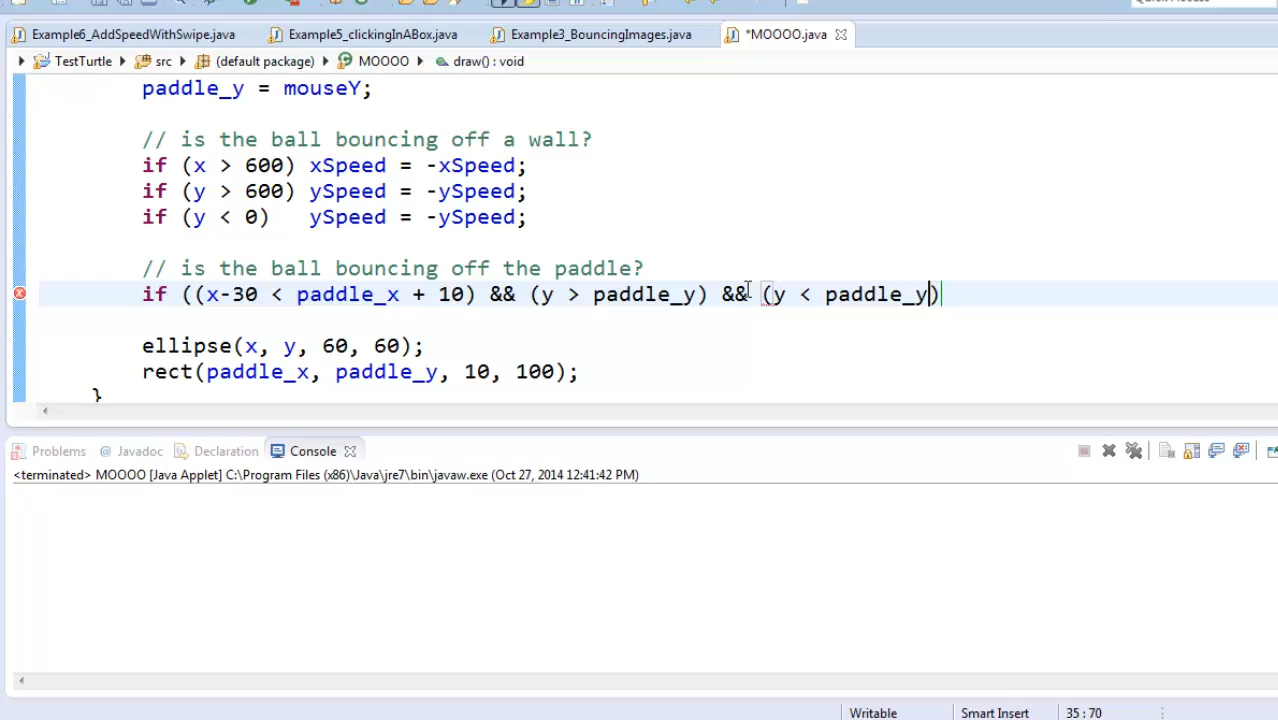 Example6_AddSpeedWithSwipe.java Example5_clickingInABox.java Example3_BouncingImages.java *MOOOO.java
TestTurtle src (default package) MOOOO draw() : void
paddle_y = mouseY;
// is the ball bouncing off a wall?
if (x > 600) xSpeed = -xSpeed;
if (y > 600) ySpeed = -ySpeed;
if (y < 0)   ySpeed = -ySpeed;
// is the ball bouncing off the paddle?
if ((x-30 < paddle_x + 10) && (y > paddle_y) && (y < paddle_y)
ellipse(x, y, 60, 60);
rect(paddle_x, paddle_y, 10, 100);
}
Problems @ Javadoc Declaration Console
<terminated> MOOOO [Java Applet] C:\Program Files (x86)\Java\jre7\bin\javaw.exe (Oct 27, 2014 12:41:42 PM)
Writable Smart Insert 35 : 70